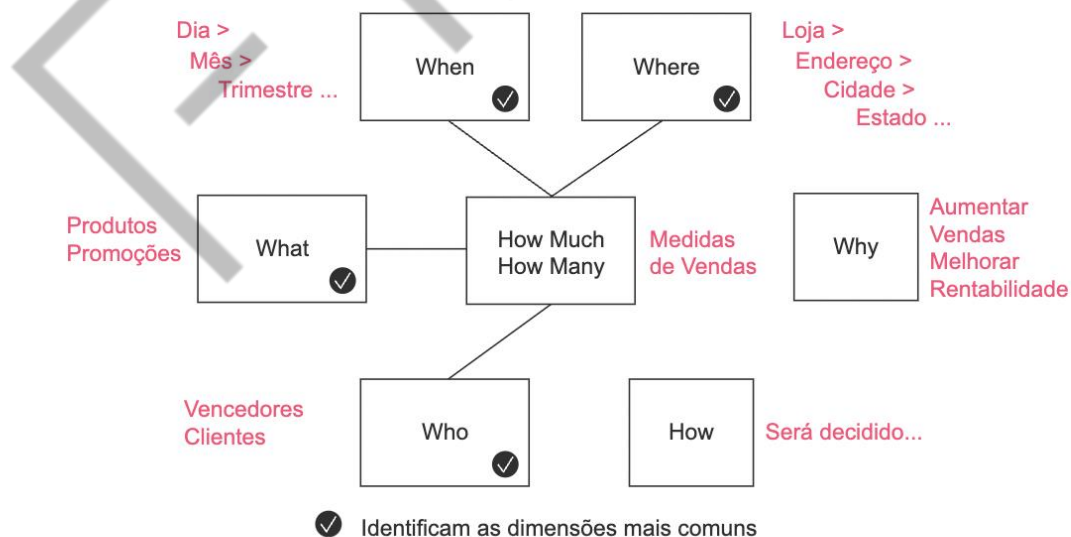 Dia >
Mês >
Trimestre ...
When
Where
Loja >
Endereço >
Cidade >
Estado ...
Produtos
Promoções
What
How Much
How Many
Medidas
de Vendas
Why
Aumentar
Vendas
Melhorar
Rentabilidade
Vencedores
Clientes
Who
How
Será decidido...
Identificam as dimensões mais comuns